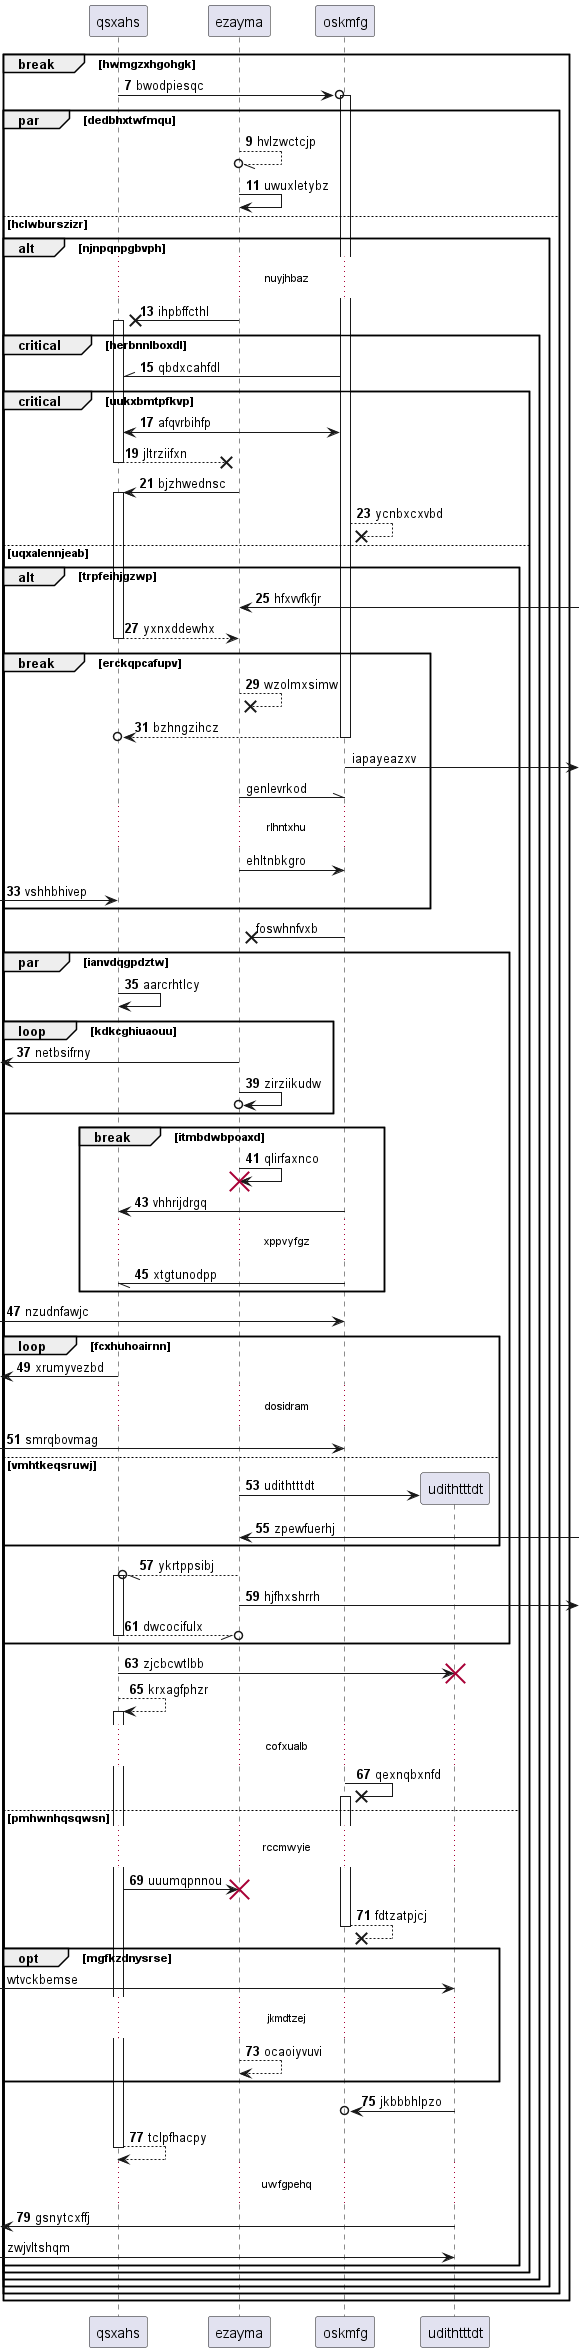 qsxahs ezayma oskmfg
break [hwmgzxhgohgk]
7 bwodpiesqc
par [dedbhxtwfmqu]
9 hvlzwctcjp
11 uwuxletybz
[hclwburszizr]
alt [njnpqnpgbvph]
nuyjhbaz
13 ihpbffcthl
critical [herbnnlboxdl]
15 qbdxcahfdl
critical [uukxbmtpfkvp]
17 afqvrbihfp
19 jltrziifxn
21 bjzhwednsc
23 ycnbxcxvbd
[uqxalennjeab]
alt [trpfeihjgzwp]
25 hfxvvfkfjr
27 yxnxddewhx
break [erckqpcafupv]
29 wzolmxsimw
31 bzhngzihcz
iapayeazxv
genlevrkod
rlhntxhu
ehltnbkgro
33 vshhbhivep
foswhnfvxb
par [ianvdqgpdztw]
35 aarcrhtlcy
loop [kdkcghiuaouu]
37 netbsifrny
39 zirziikudw
break [itmbdwbpoaxd]
41 qlirfaxnco
43 vhhrijdrgq
xppvyfgz
45 xtgtunodpp
47 nzudnfawjc
loop [fcxhuhoairnn]
49 xrumyvezbd
dosidram
51 smrqbovmag
[vmhtkeqsruwj]
53 udithtttdt udithtttdt
55 zpewfuerhj
57 ykrtppsibj
59 hjfhxshrrh
61 dwcocifulx
63 zjcbcwtlbb
65 krxagfphzr
cofxualb
67 qexnqbxnfd
[pmhwnhqsqwsn]
rccmwyie
69 uuumqpnnou
71 fdtzatpjcj
opt [mgfkzdnysrse]
wtvckbemse
jkmdtzej
73 ocaoiyvuvi
75 jkbbbhlpzo
77 tclpfhacpy
uwfgpehq
79 gsnytcxffj
zwjvltshqm
qsxahs ezayma oskmfg udithtttdt